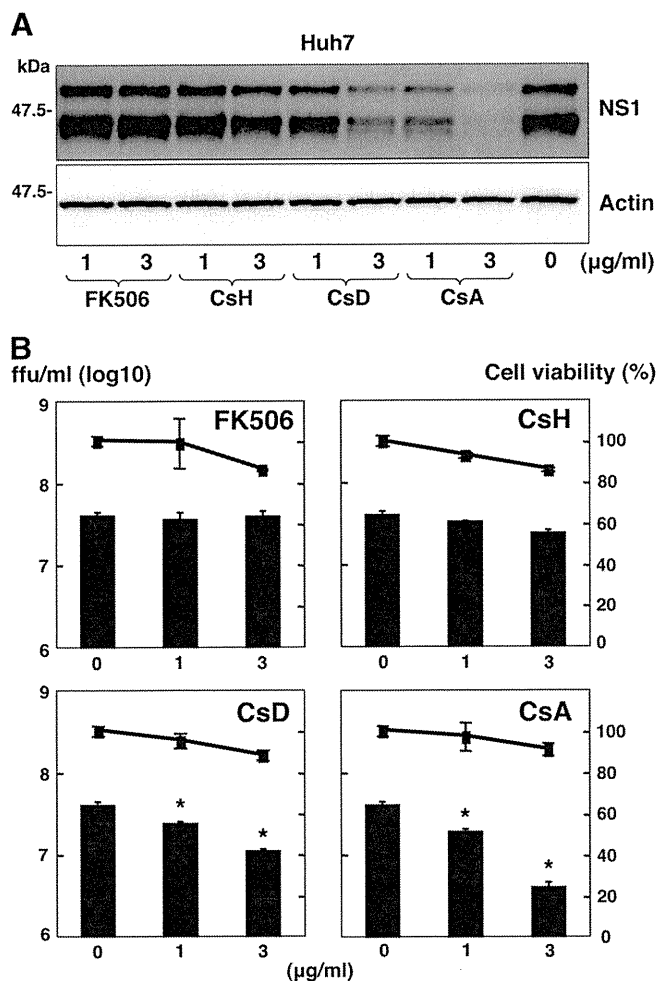 A
Huh7
kDa
47.5-
NS1
47.5-
Actin
1 3 1 3 1 3 1 3 0 (µg/ml)
FK506 CsH CsD CsA
B
ffu/ml (log10) Cell viability (%)
FK506 CsH
9
8
7
6
100
80
60
40
20
0
0 1 3 0 1 3
CsD CsA
9
8
7
6
* *
* *
100
80
60
40
20
0
0 1 3 0 1 3
(µg/ml)